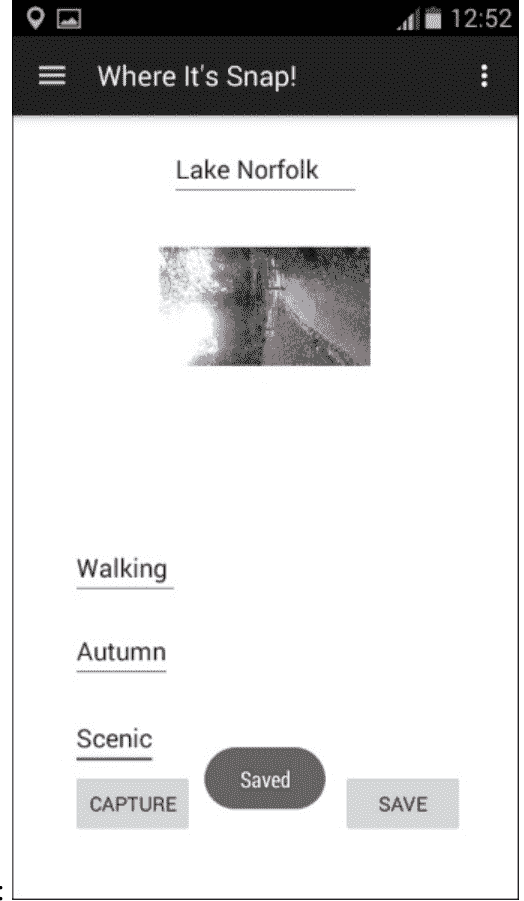 12:52
Where It's Snap!
Lake Norfolk
Walking
Autumn
Scenic
Saved
CAPTURE
SAVE
: